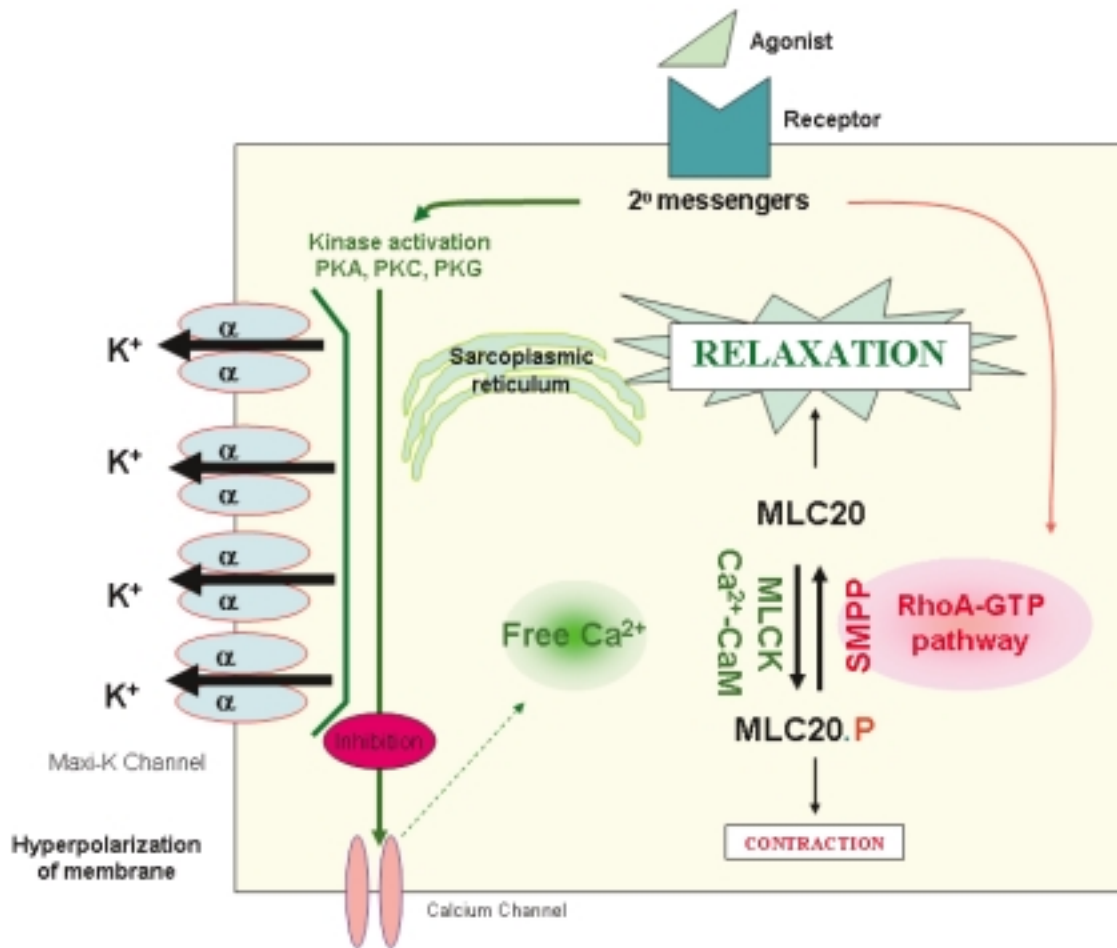 Agonist
Receptor
2º messengers
Kinase activation
PKA, PKC, PKG
α
K⁺
α
Sarcoplasmic
reticulum
RELAXATION
α
K⁺
α
MLC20
α
K⁺
α
Free Ca²⁺
Ca²⁺-CaM
MLCK
SMPP
RhoA-GTP
pathway
α
K⁺
α
MLC20.P
Inhibition
Maxi-K Channel
Hyperpolarization
of membrane
CONTRACTION
Calcium Channel